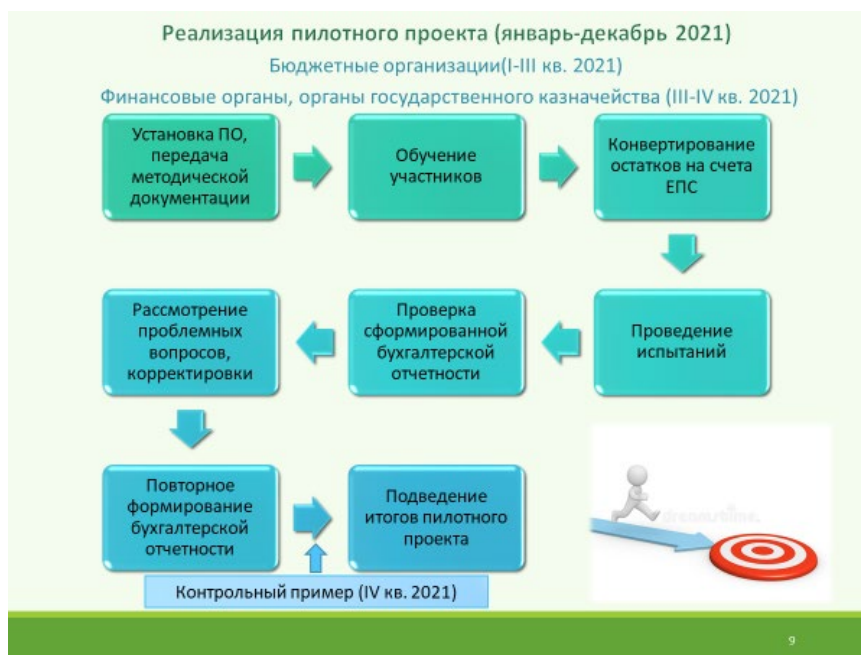 Реализация пилотного проекта (январь-декабрь 2021)
Бюджетные организации(I-III кв. 2021)
Финансовые органы, органы государственного казначейства (III-IV кв. 2021)
Установка ПО,
передача
методической
документации
Обучение
участников
Конвертирование
остатков на счета
ЕПС
Проведение
испытаний
Проверка
сформированной
бухгалтерской
отчетности
Рассмотрение
проблемных
вопросов,
корректировки
Повторное
формирование
бухгалтерской
отчетности
Подведение
итогов пилотного
проекта
Контрольный пример (IV кв. 2021)
dreamstime.
9